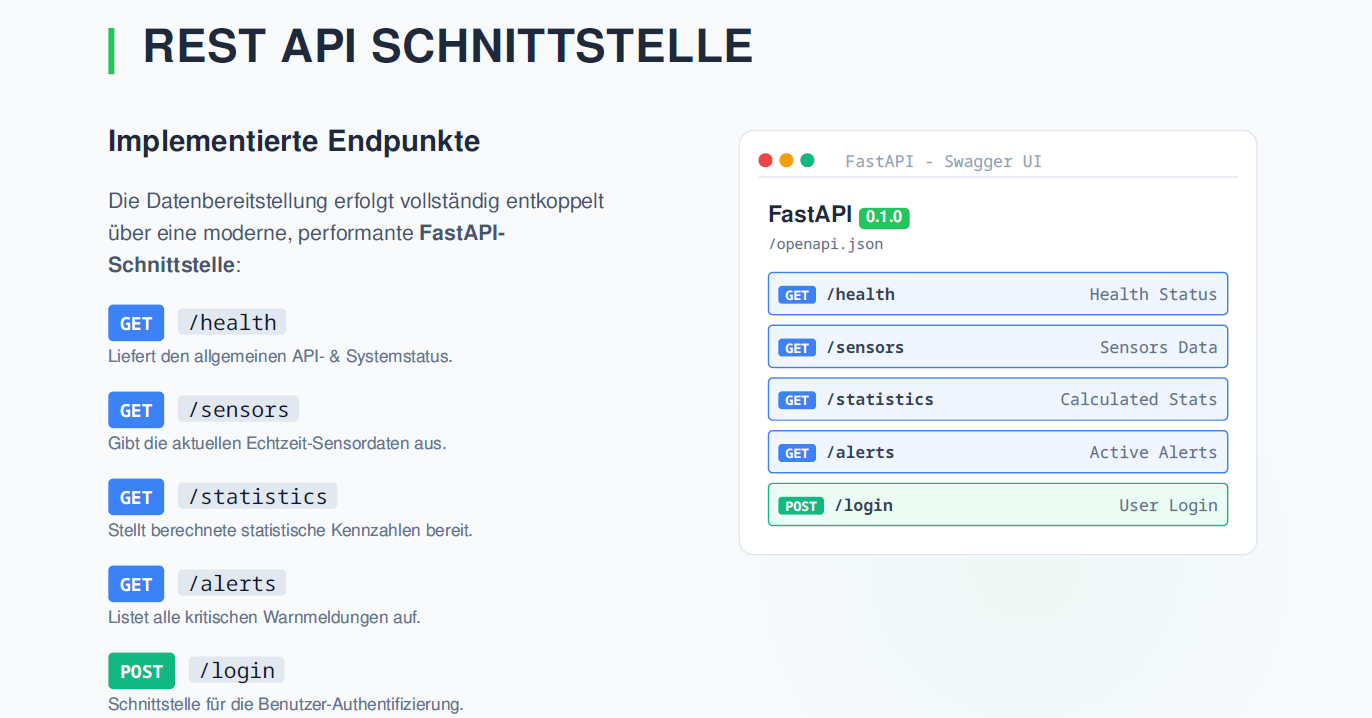 REST API SCHNITTSTELLE
Implementierte Endpunkte
Die Datenbereitstellung erfolgt vollständig entkoppelt
über eine moderne, performante FastAPI-
Schnittstelle:
GET /health
Liefert den allgemeinen API- & Systemstatus.
GET /sensors
Gibt die aktuellen Echtzeit-Sensordaten aus.
GET /statistics
Stellt berechnete statistische Kennzahlen bereit.
GET /alerts
Listet alle kritischen Warnmeldungen auf.
POST /login
Schnittstelle für die Benutzer-Authentifizierung.
FastAPI - Swagger UI
FastAPI 0.1.0
/openapi.json
GET /health Health Status
GET /sensors Sensors Data
GET /statistics Calculated Stats
GET /alerts Active Alerts
POST /login User Login